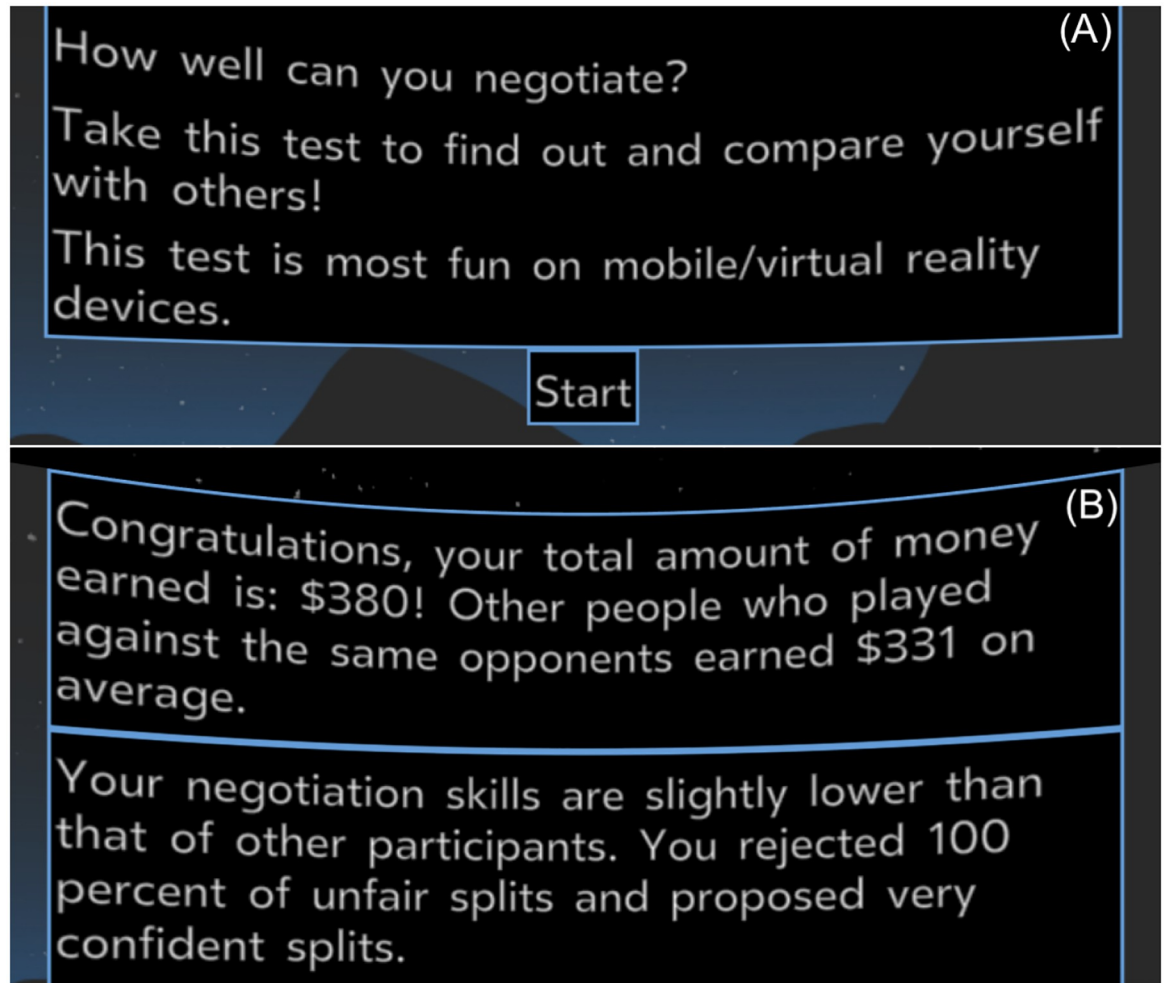 (A)
How well can you negotiate?
Take this test to find out and compare yourself
with others!
This test is most fun on mobile/virtual reality
devices.
Start
(B)
Congratulations, your total amount of money
earned is: $380! Other people who played
against the same opponents earned $331 on
average.
Your negotiation skills are slightly lower than
that of other participants. You rejected 100
percent of unfair splits and proposed very
confident splits.